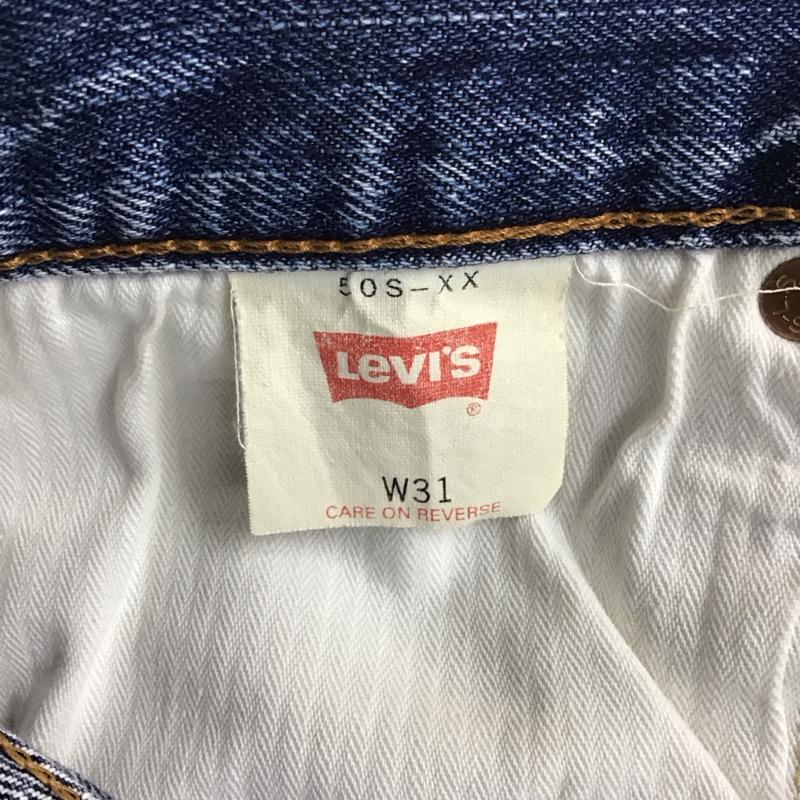 50S-XX
LEVI'S
®
W31
CARE ON REVERSE